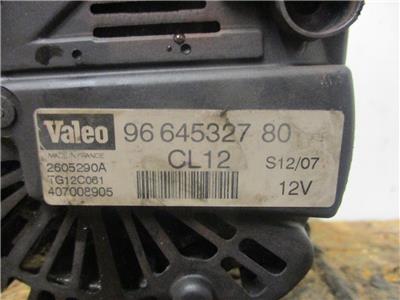 Valeo 96 645327 80
MADE IN FRANCE CL12 S12/07
2605290A
TG12C061 12V
407008905